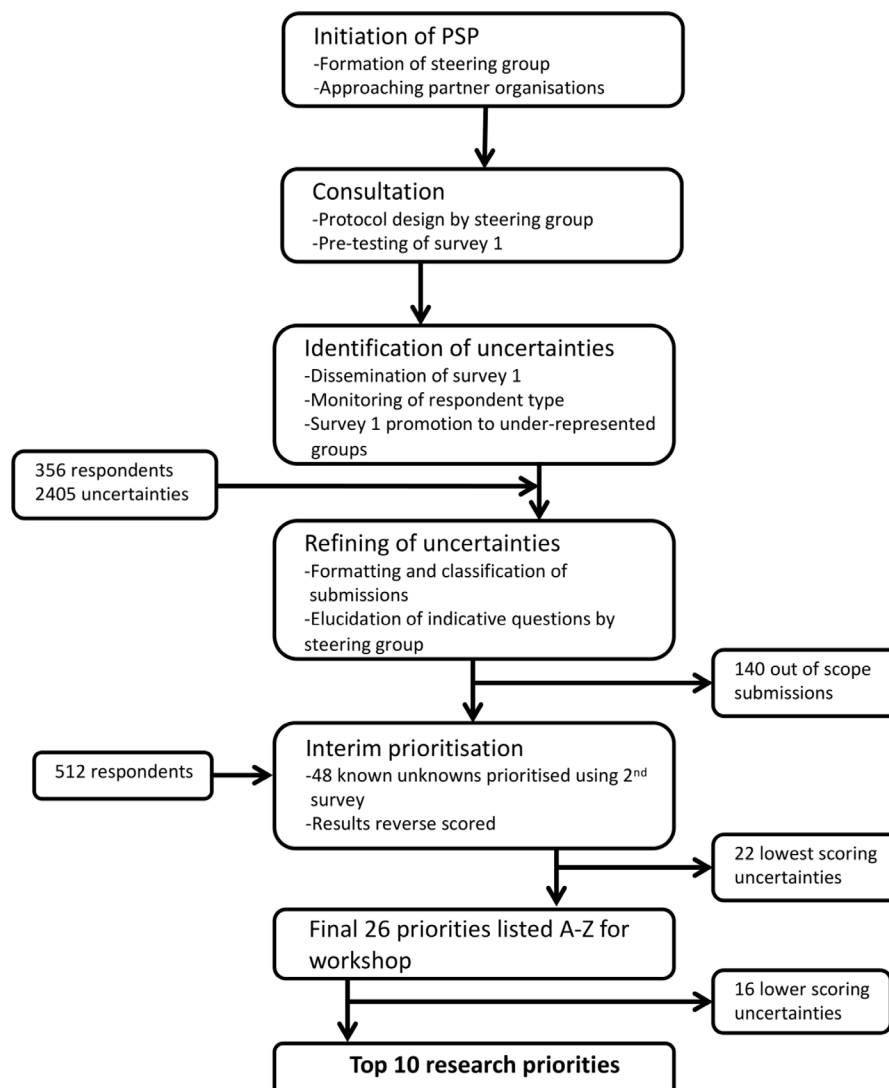 Initiation of PSP
-Formation of steering group
-Approaching partner organisations
Consultation
-Protocol design by steering group
-Pre-testing of survey 1
Identification of uncertainties
-Dissemination of survey 1
-Monitoring of respondent type
-Survey 1 promotion to under-represented
groups
356 respondents
2405 uncertainties
Refining of uncertainties
-Formatting and classification of
submissions
-Elucidation of indicative questions by
steering group
140 out of scope
submissions
Interim prioritisation
-48 known unknowns prioritised using 2nd
survey
-Results reverse scored
512 respondents
22 lowest scoring
uncertainties
Final 26 priorities listed A-Z for
workshop
16 lower scoring
uncertainties
Top 10 research priorities